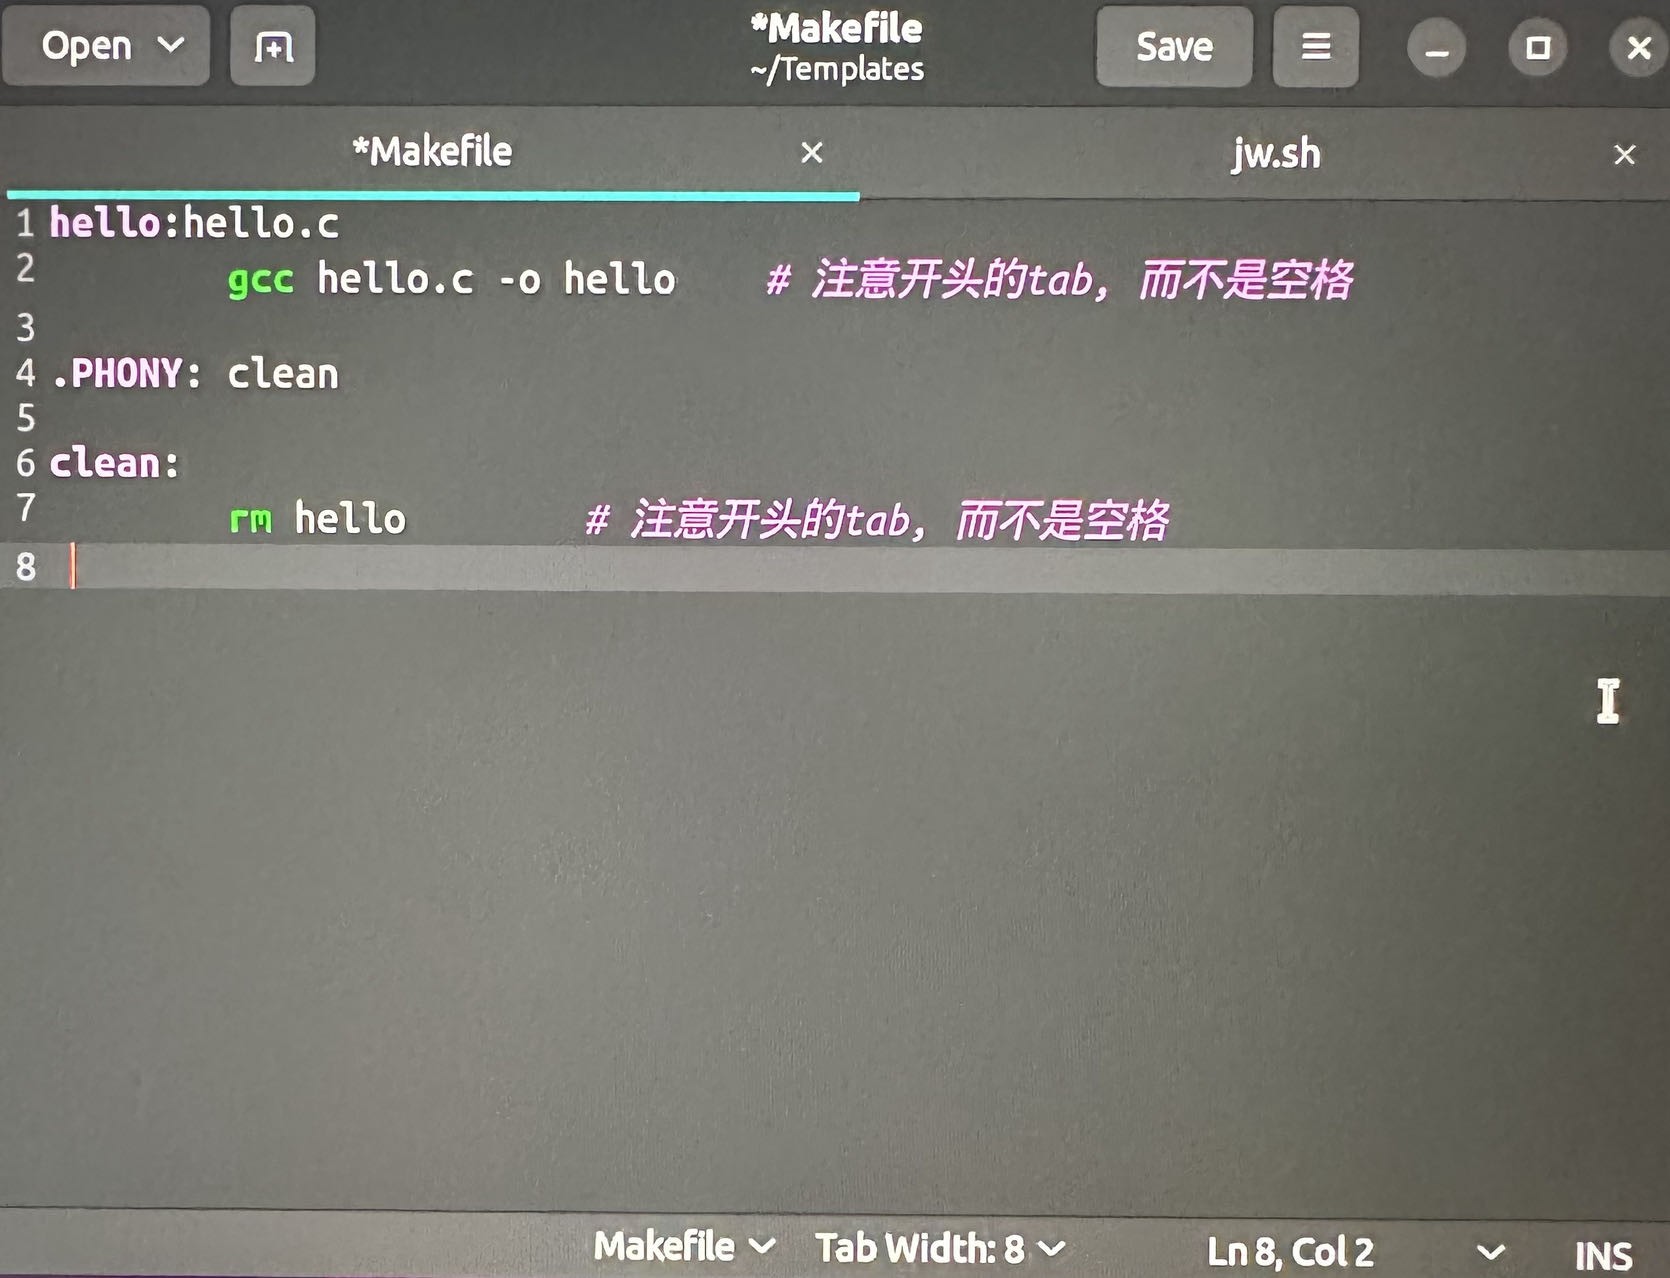 Open
*Makefile
~/Templates
Save
*Makefile
jw.sh
1 hello:hello.c
2 gcc hello.c -o hello # 注意开头的tab，而不是空格
3
4 .PHONY: clean
5
6 clean:
7 rm hello # 注意开头的tab，而不是空格
8
Makefile Tab Width: 8 Ln 8, Col 2 INS